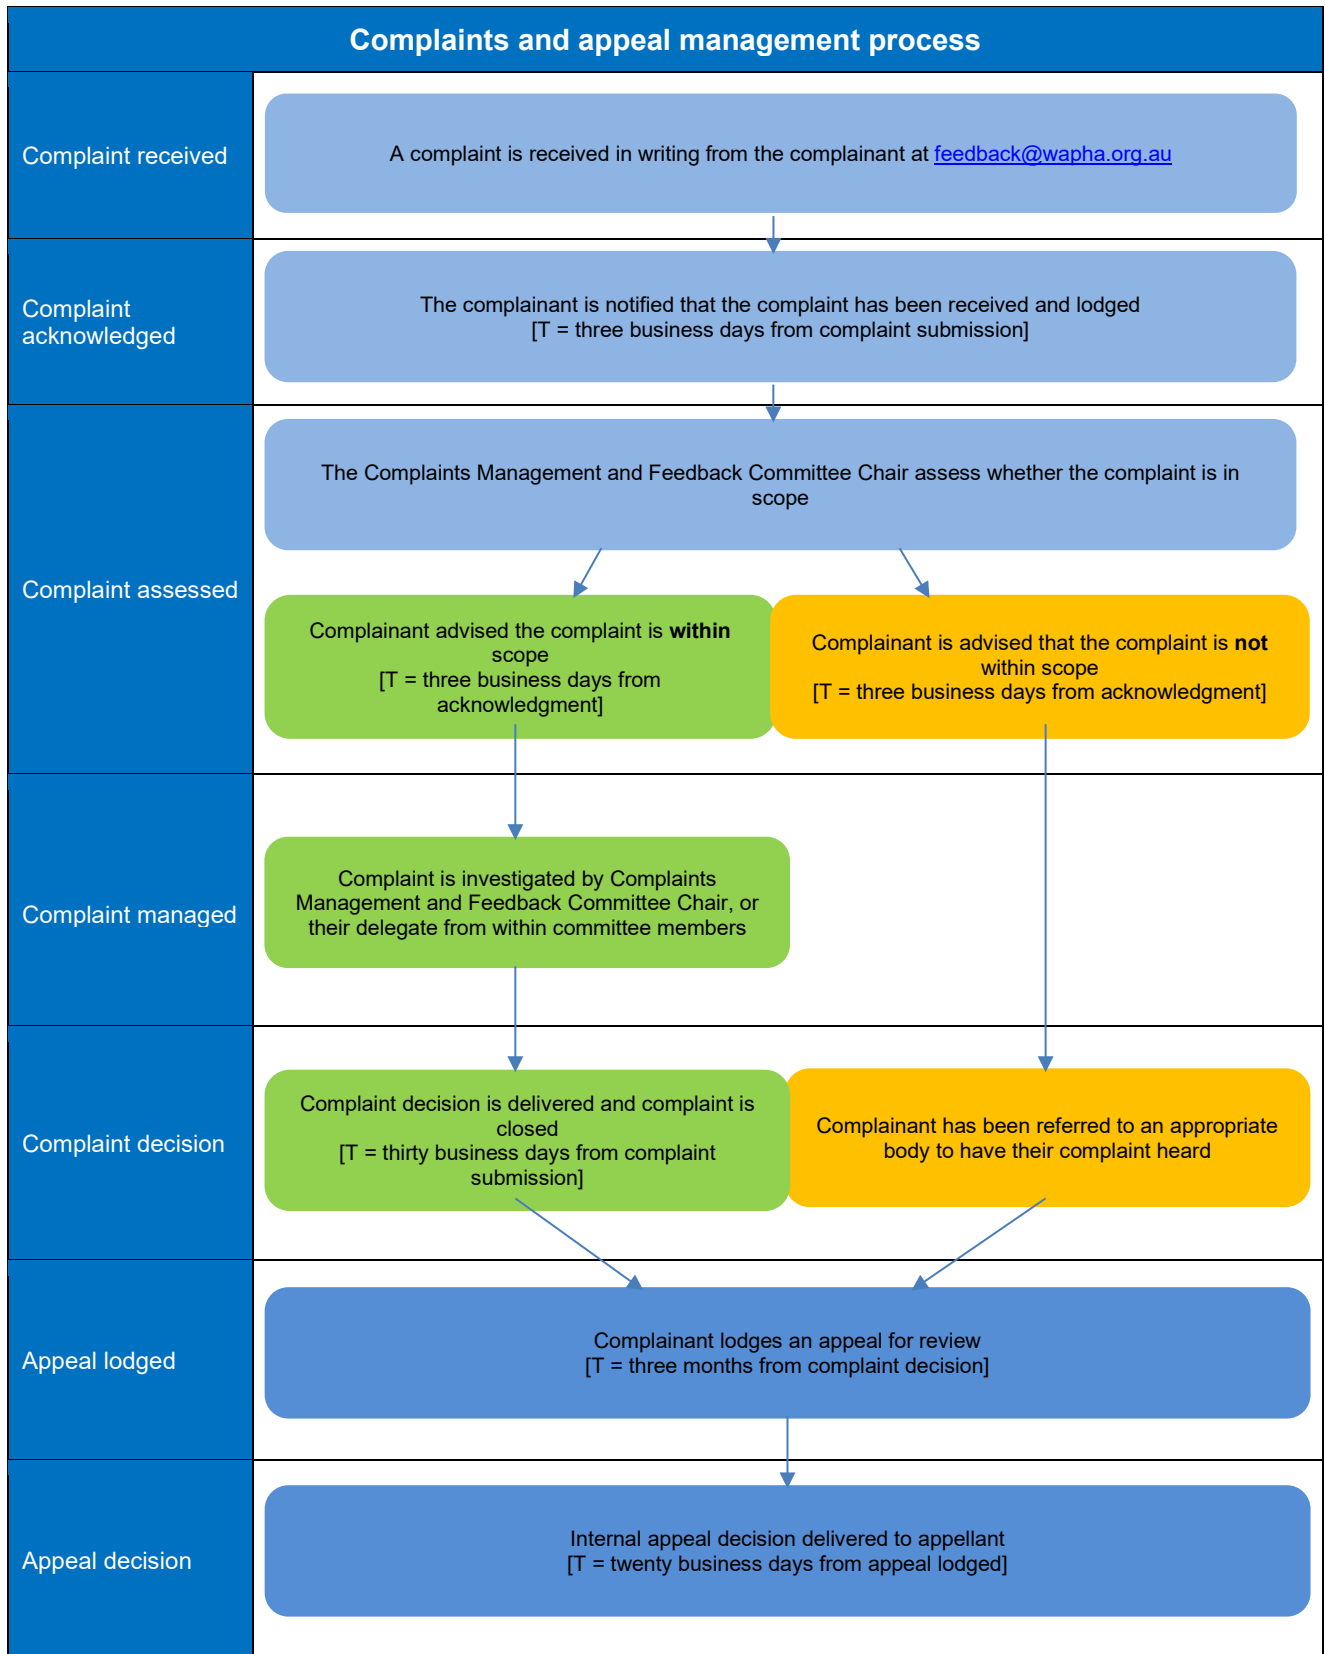 Complaints and appeal management process
Complaint received
A complaint is received in writing from the complainant at feedback@wapha.org.au
Complaint
acknowledged
The complainant is notified that the complaint has been received and lodged
[T = three business days from complaint submission]
Complaint assessed
The Complaints Management and Feedback Committee Chair assess whether the complaint is in
scope
Complainant advised the complaint is within
scope
[T = three business days from
acknowledgment]
Complainant is advised that the complaint is not
within scope
[T = three business days from acknowledgment]
Complaint managed
Complaint is investigated by Complaints
Management and Feedback Committee Chair, or
their delegate from within committee members
Complaint decision
Complaint decision is delivered and complaint is
closed
[T = thirty business days from complaint
submission]
Complainant has been referred to an appropriate
body to have their complaint heard
Appeal lodged
Complainant lodges an appeal for review
[T = three months from complaint decision]
Appeal decision
Internal appeal decision delivered to appellant
[T = twenty business days from appeal lodged]